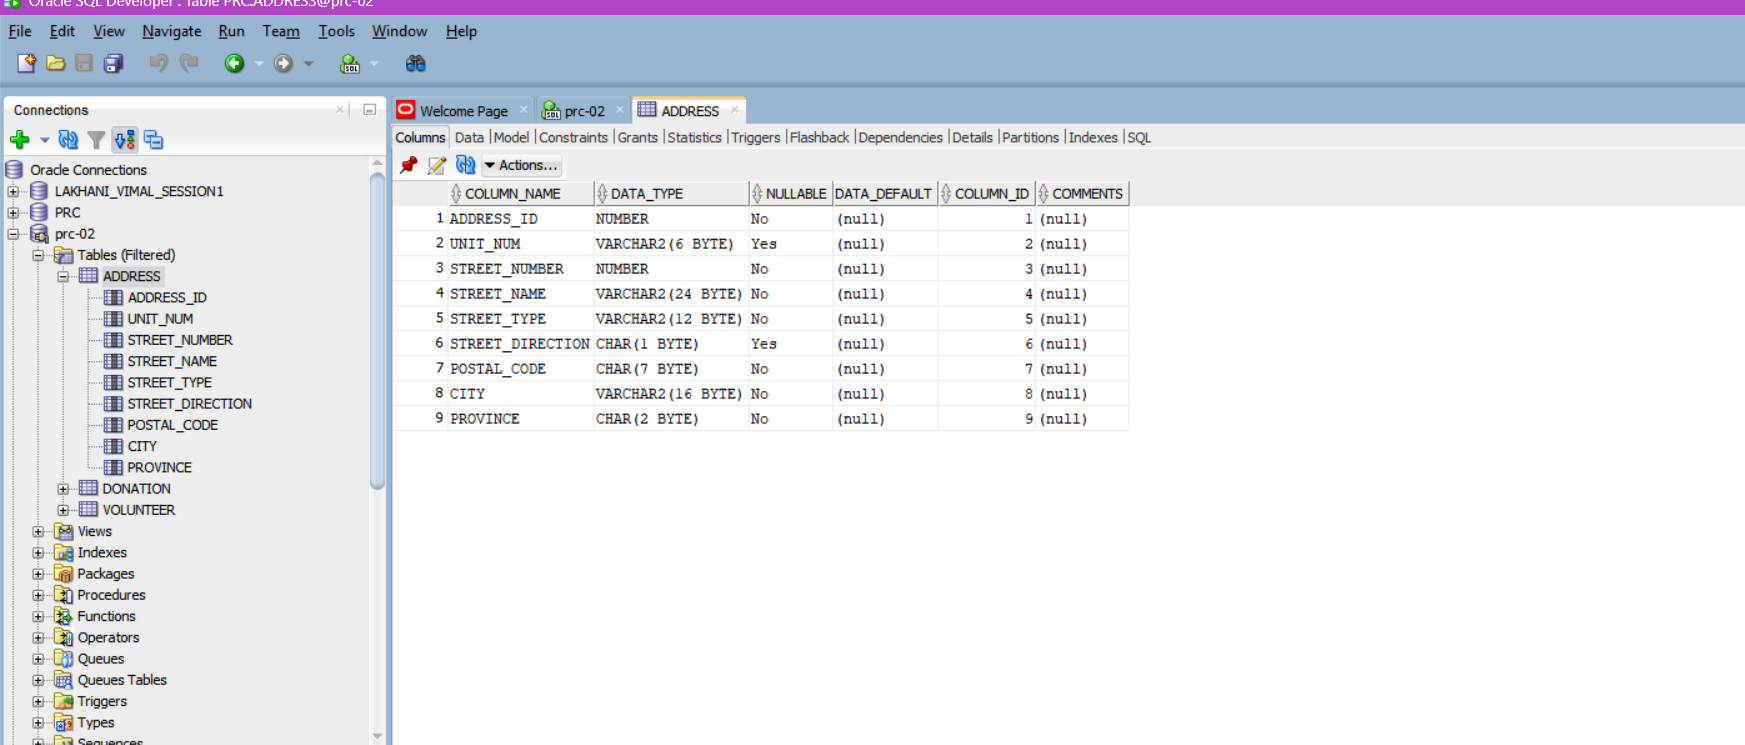 Oracle SQL Developer : Table PRC.ADDRESS@prc-02
File Edit View Navigate Run Team Tools Window Help
Connections
Oracle Connections
LAKHANI_VIMAL_SESSION1
PRC
prc-02
Tables (Filtered)
ADDRESS
ADDRESS_ID
UNIT_NUM
STREET_NUMBER
STREET_NAME
STREET_TYPE
STREET_DIRECTION
POSTAL_CODE
CITY
PROVINCE
DONATION
VOLUNTEER
Views
Indexes
Packages
Procedures
Functions
Operators
Queues
Queues Tables
Triggers
Types
Sequences
Welcome Page prc-02 ADDRESS
Columns Data Model Constraints Grants Statistics Triggers Flashback Dependencies Details Partitions Indexes SQL
Actions...
COLUMN_NAME DATA_TYPE NULLABLE DATA_DEFAULT COLUMN_ID COMMENTS
1 ADDRESS_ID NUMBER No (null) 1 (null)
2 UNIT_NUM VARCHAR2(6 BYTE) Yes (null) 2 (null)
3 STREET_NUMBER NUMBER No (null) 3 (null)
4 STREET_NAME VARCHAR2(24 BYTE) No (null) 4 (null)
5 STREET_TYPE VARCHAR2(12 BYTE) No (null) 5 (null)
6 STREET_DIRECTION CHAR(1 BYTE) Yes (null) 6 (null)
7 POSTAL_CODE CHAR(7 BYTE) No (null) 7 (null)
8 CITY VARCHAR2(16 BYTE) No (null) 8 (null)
9 PROVINCE CHAR(2 BYTE) No (null) 9 (null)